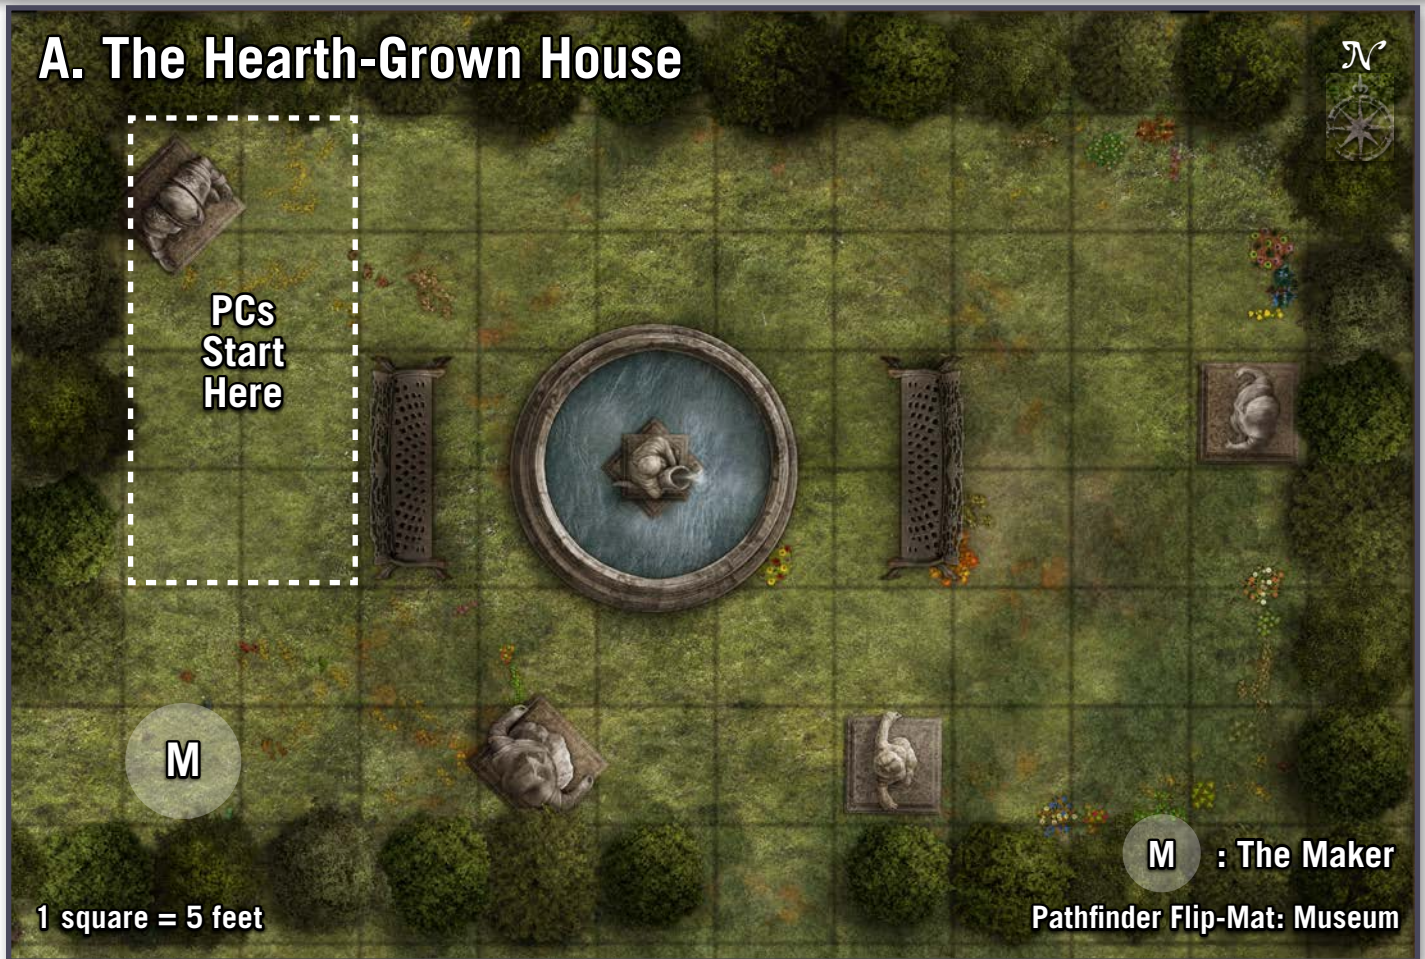 A. The Hearth-Grown House
N
PCs
Start
Here
M
M : The Maker
1 square = 5 feet
Pathfinder Flip-Mat: Museum